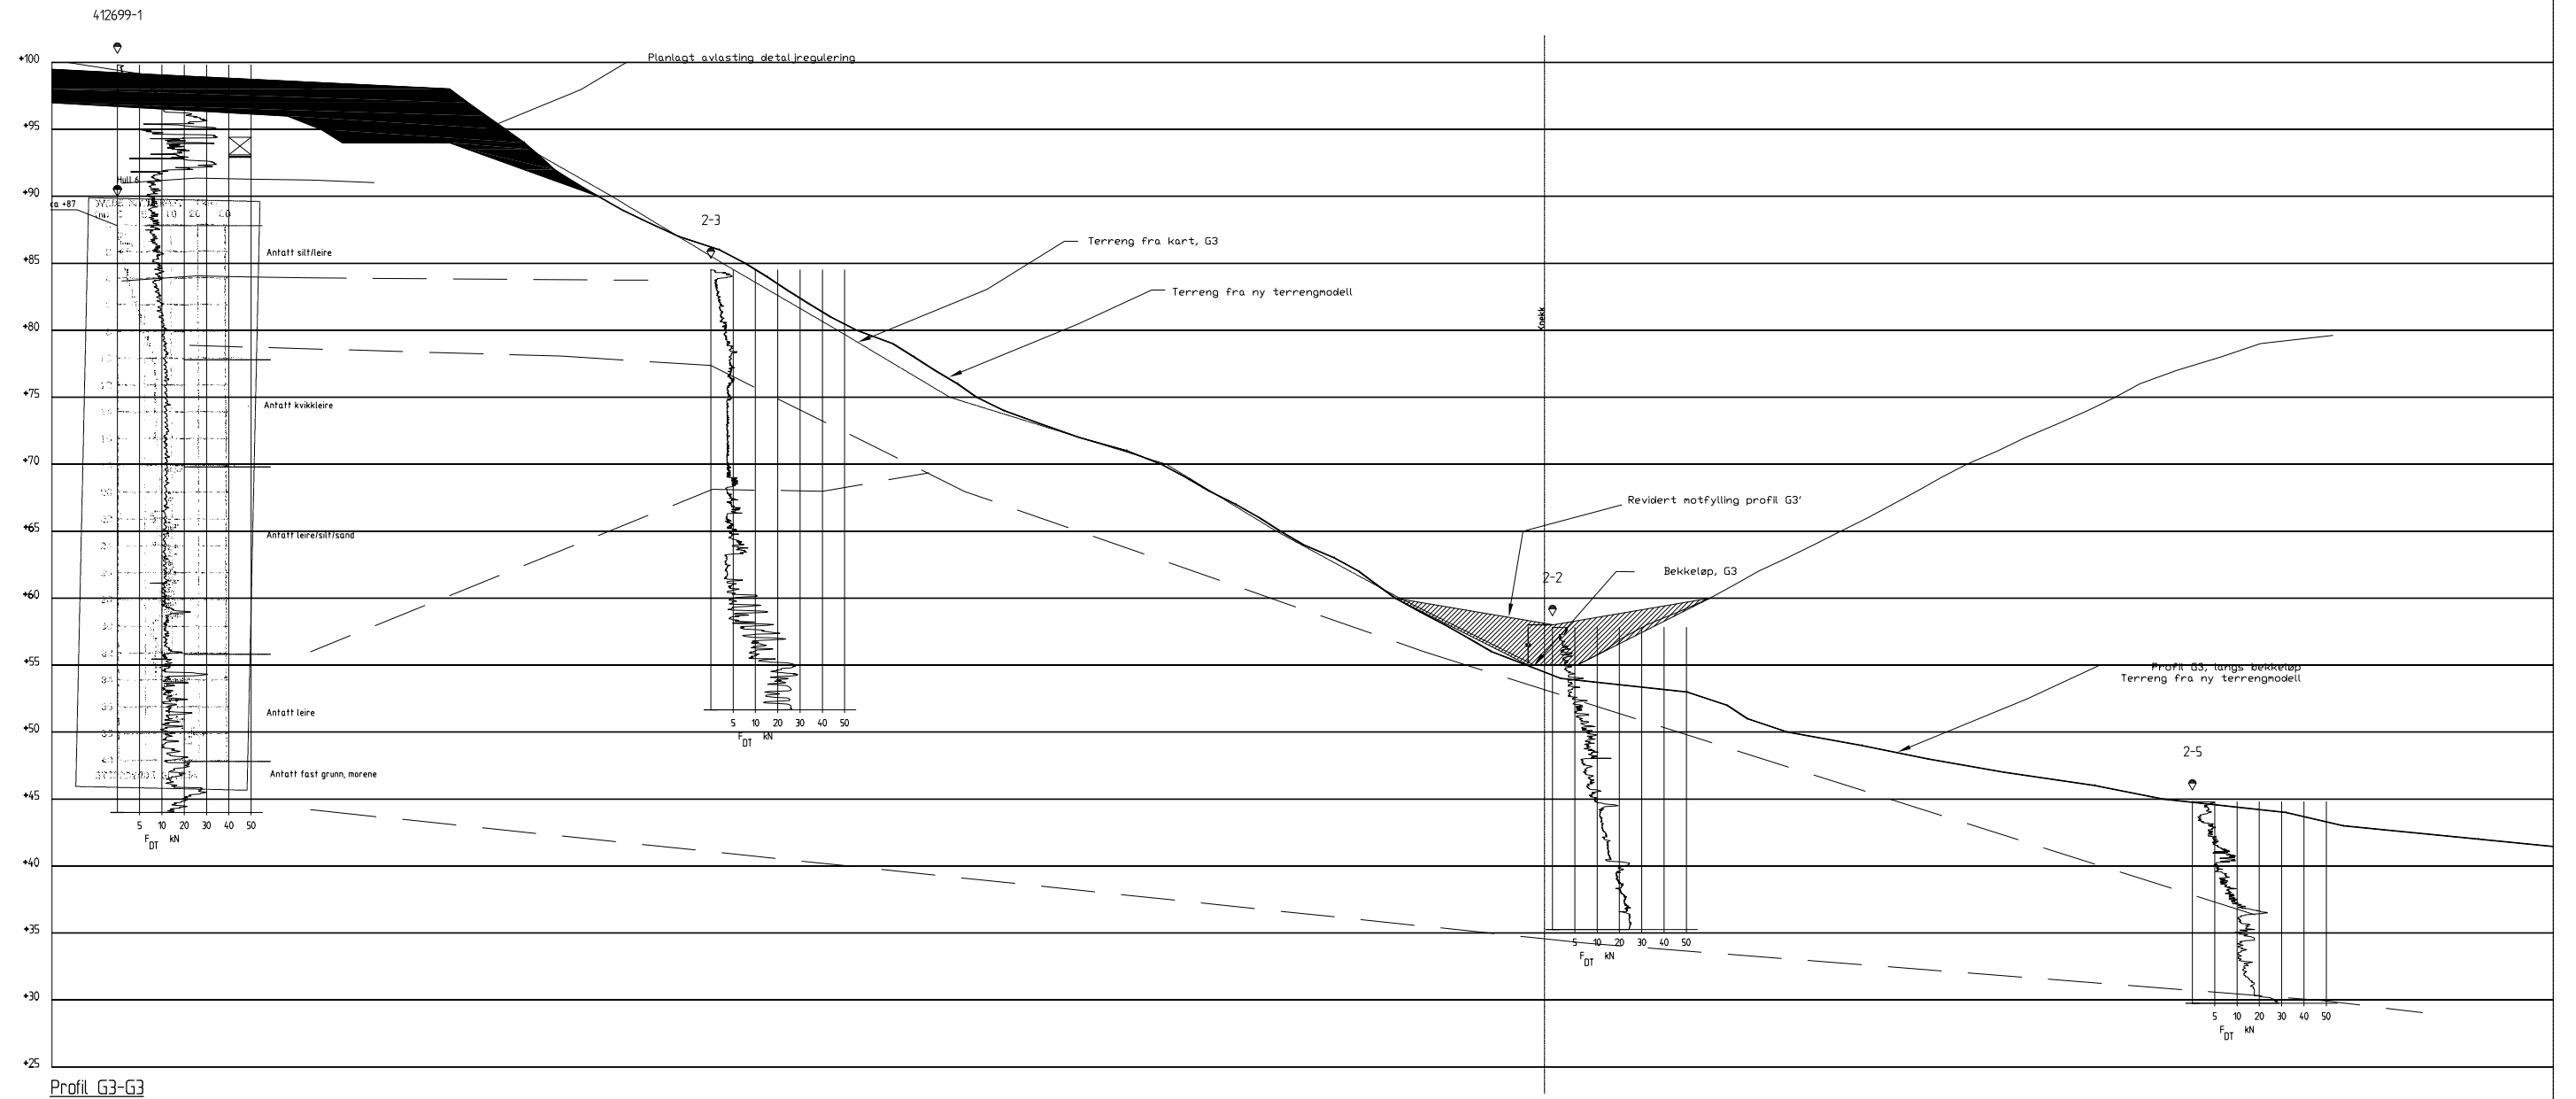 412699-1
+100
Planlagt avlasting detaljregulering
+95
Hull 6
+90
ca +87
2-3
Antatt silt/leire
Terreng fra kart, G3
+85
Terreng fra ny terrengmodell
+80
Knekk
+75
Antatt kvikkleire
+70
Revidert motfylling profil G3'
+65
Antatt leire/silt/sand
Bekkeløp, G3
2-2
+60
+55
Profil G3, langs bekkeløp
Terreng fra ny terrengmodell
Antatt leire
5 10 20 30 40 50
FDT kN
+50
2-5
Antatt fast grunn, morene
+45
5 10 20 30 40 50
FDT kN
+40
+35
5 10 20 30 40 50
FDT kN
+30
5 10 20 30 40 50
FDT kN
+25
Profil G3-G3